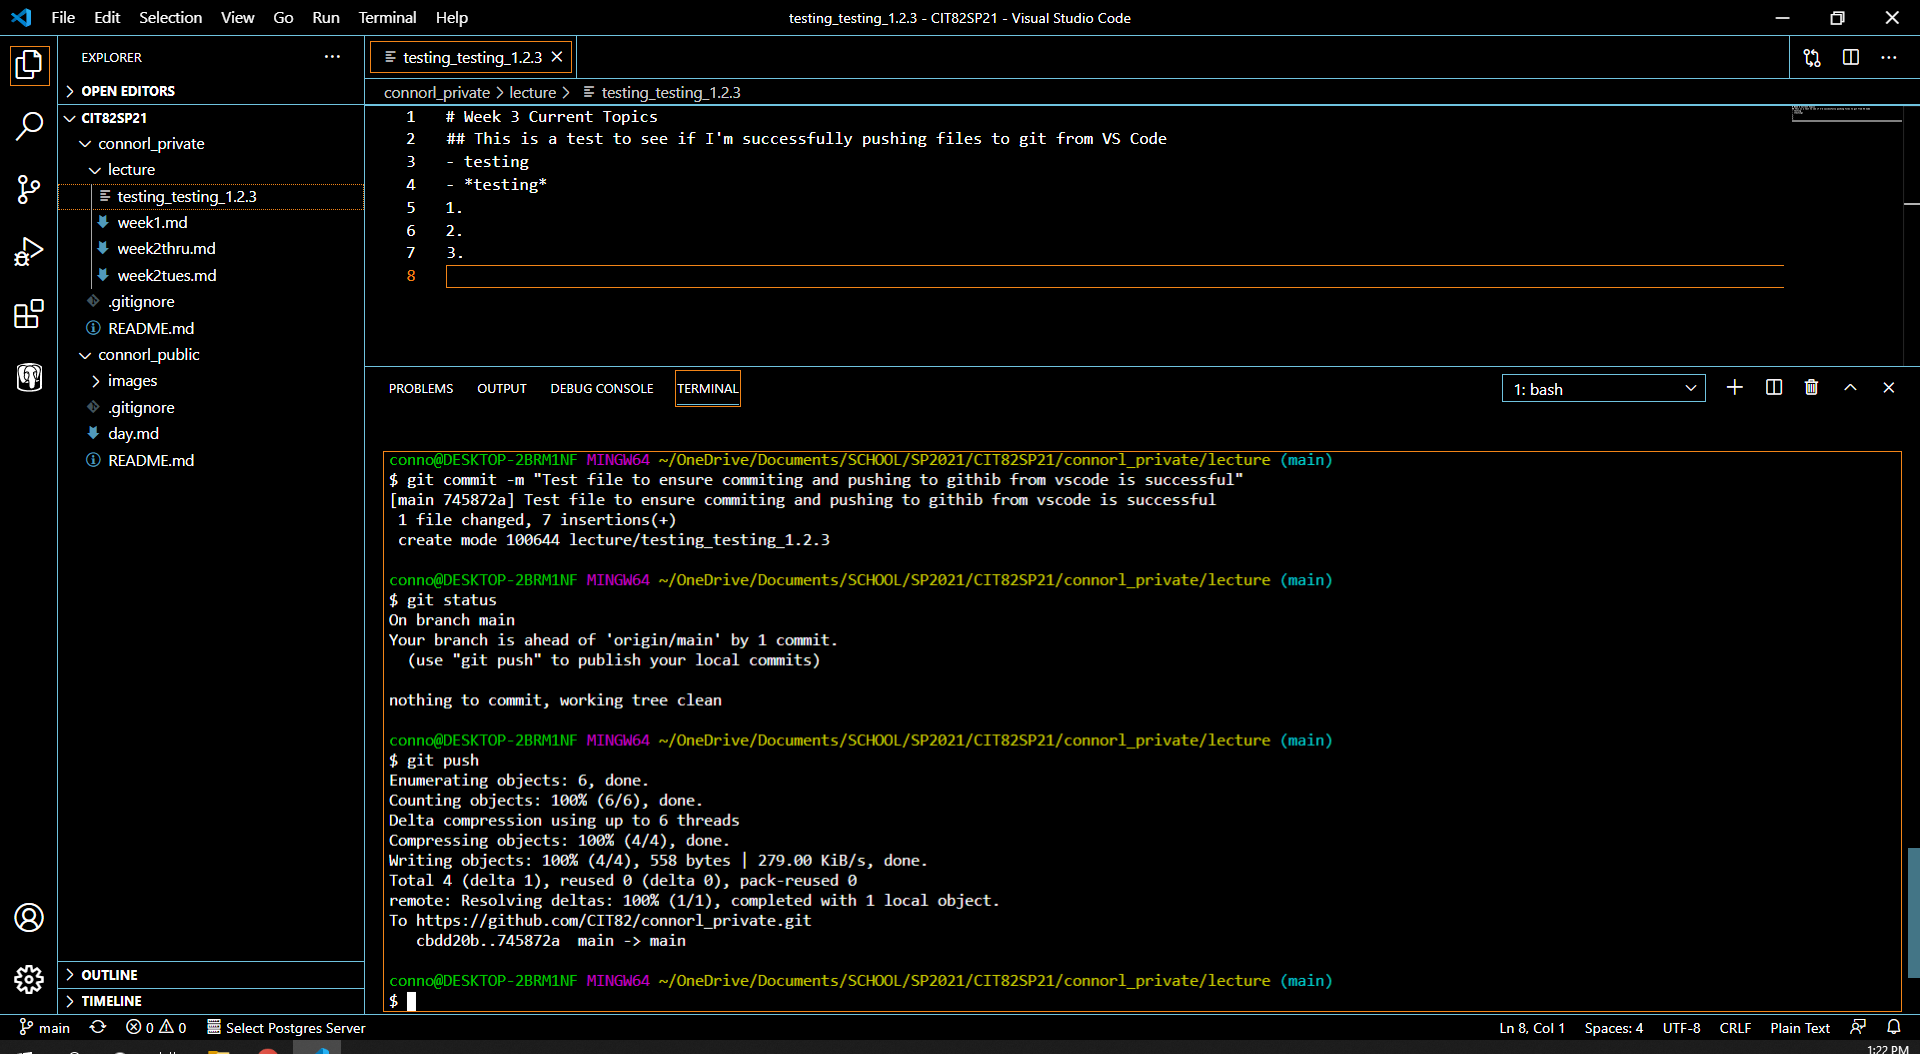 File Edit Selection View Go Run Terminal Help
testing_testing_1.2.3 - CIT82SP21 - Visual Studio Code
EXPLORER
OPEN EDITORS
CIT82SP21
connorl_private
lecture
testing_testing_1.2.3
week1.md
week2thru.md
week2tues.md
.gitignore
README.md
connorl_public
images
.gitignore
day.md
README.md
OUTLINE
TIMELINE
testing_testing_1.2.3
connorl_private > lecture > testing_testing_1.2.3
1 # Week 3 Current Topics
2 ## This is a test to see if I'm successfully pushing files to git from VS Code
3 - testing
4 - *testing*
5 1.
6 2.
7 3.
8
PROBLEMS OUTPUT DEBUG CONSOLE TERMINAL
1: bash
conno@DESKTOP-2BRM1NF MINGW64 ~/OneDrive/Documents/SCHOOL/SP2021/CIT82SP21/connorl_private/lecture (main)
$ git commit -m "Test file to ensure commiting and pushing to githib from vscode is successful"
[main 745872a] Test file to ensure commiting and pushing to githib from vscode is successful
1 file changed, 7 insertions(+)
create mode 100644 lecture/testing_testing_1.2.3
conno@DESKTOP-2BRM1NF MINGW64 ~/OneDrive/Documents/SCHOOL/SP2021/CIT82SP21/connorl_private/lecture (main)
$ git status
On branch main
Your branch is ahead of 'origin/main' by 1 commit.
(use "git push" to publish your local commits)
nothing to commit, working tree clean
conno@DESKTOP-2BRM1NF MINGW64 ~/OneDrive/Documents/SCHOOL/SP2021/CIT82SP21/connorl_private/lecture (main)
$ git push
Enumerating objects: 6, done.
Counting objects: 100% (6/6), done.
Delta compression using up to 6 threads
Compressing objects: 100% (4/4), done.
Writing objects: 100% (4/4), 558 bytes | 279.00 KiB/s, done.
Total 4 (delta 1), reused 0 (delta 0), pack-reused 0
remote: Resolving deltas: 100% (1/1), completed with 1 local object.
To https://github.com/CIT82/connorl_private.git
cbdd20b..745872a main -> main
conno@DESKTOP-2BRM1NF MINGW64 ~/OneDrive/Documents/SCHOOL/SP2021/CIT82SP21/connorl_private/lecture (main)
$
main 0 0 Select Postgres Server
Ln 8, Col 1 Spaces: 4 UTF-8 CRLF Plain Text
1:22 PM